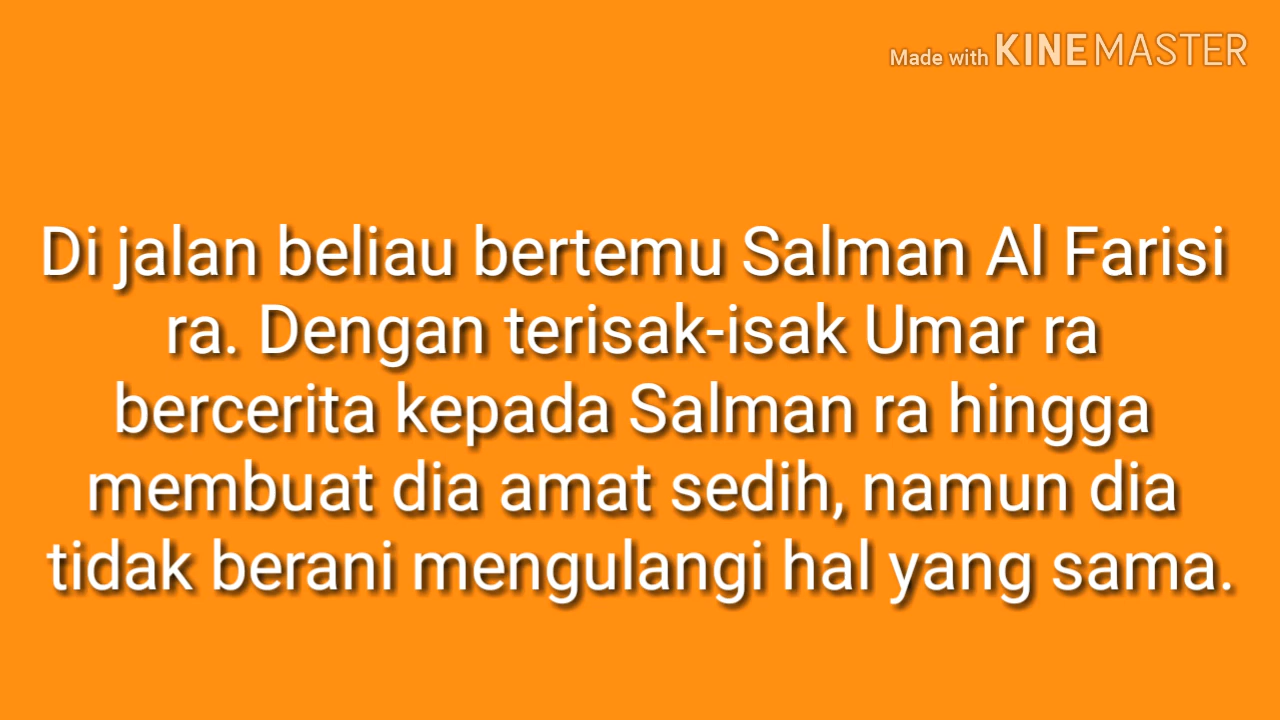 Made with KINEMASTER
Di jalan beliau bertemu Salman Al Farisi
ra. Dengan terisak-isak Umar ra
bercerita kepada Salman ra hingga
membuat dia amat sedih, namun dia
tidak berani mengulangi hal yang sama.